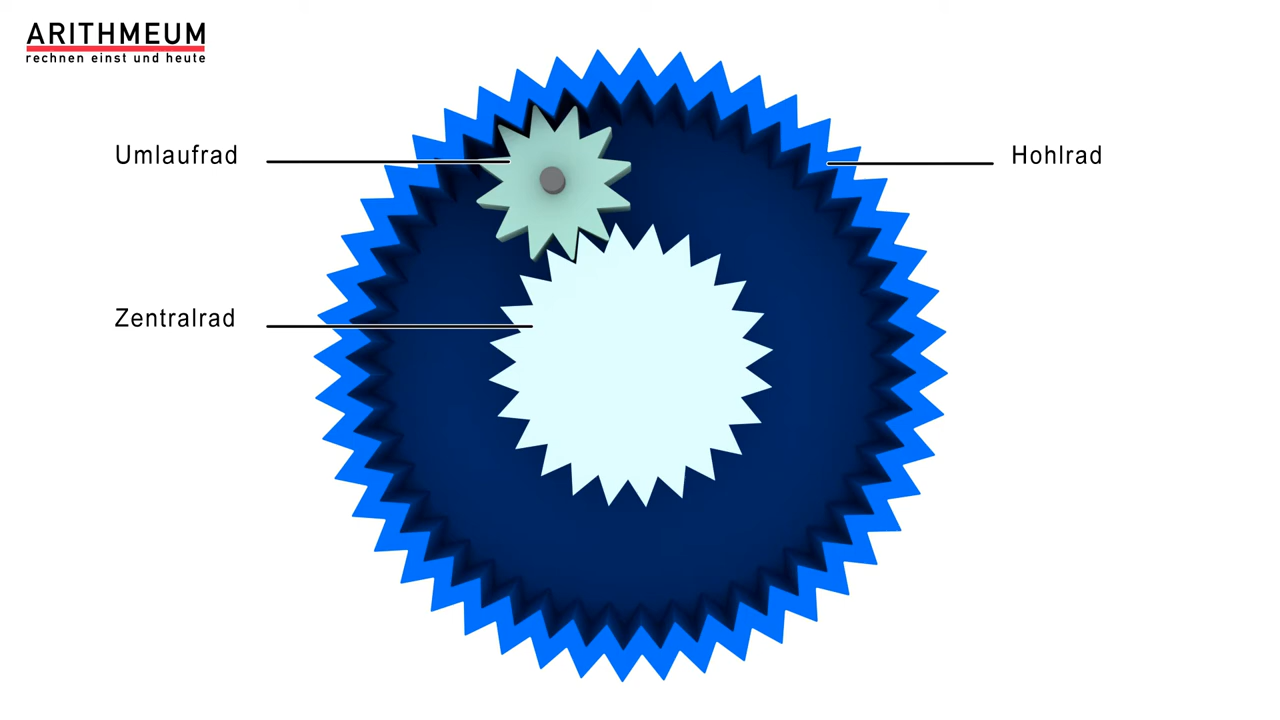 ARITHMEUM
rechnen einst und heute
Umlaufrad
Hohlrad
Zentralrad